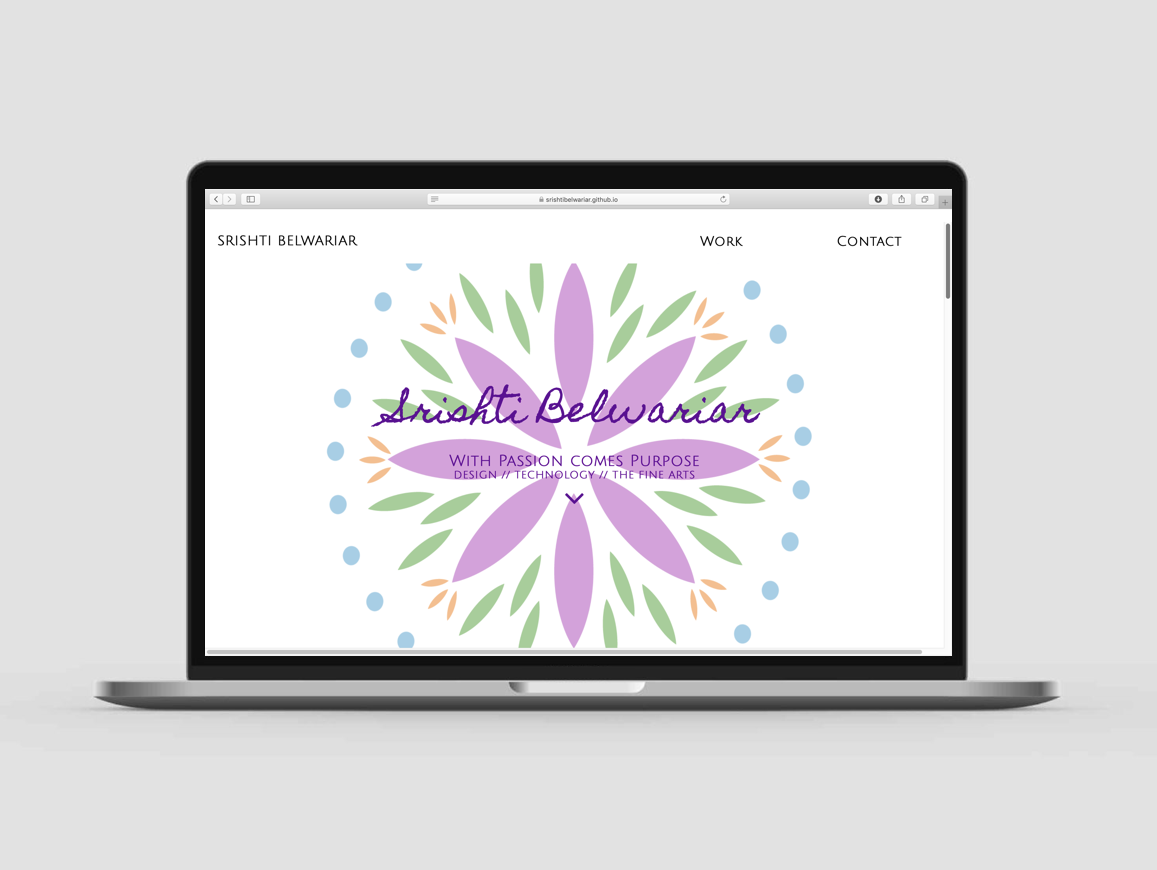 srishtibelwariar.github.io
SRISHTI BELWARIAR
Work
Contact
Srishti Belwariar
With Passion comes Purpose
DESIGN // TECHNOLOGY // THE FINE ARTS